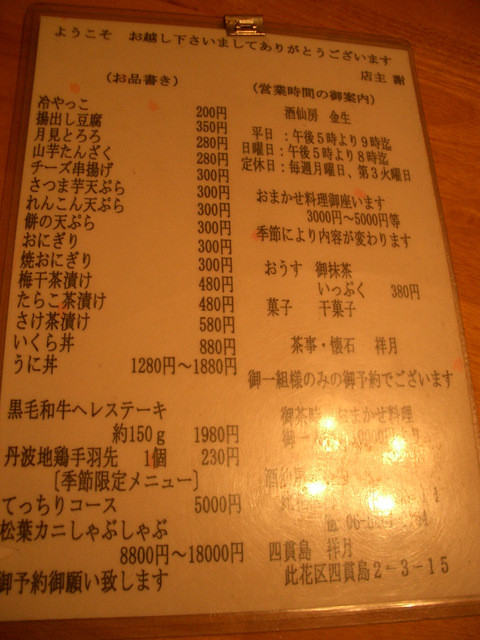 ようこそ お越し下さいましてありがとうございます
店主 謝
(お品書き)
冷やっこ 200円
揚出し豆腐 350円
月見とろろ 280円
山芋たんざく 280円
チーズ串揚げ 300円
さつま芋天ぷら 300円
れんこん天ぷら 300円
餅の天ぷら 300円
おにぎり 300円
焼おにぎり 300円
梅干茶漬け 480円
たらこ茶漬け 480円
さけ茶漬け 580円
いくら丼 880円
うに丼 1280円～1880円
黒毛和牛ヘレステーキ
約150g 1980円
丹波地鶏手羽先 1個 230円
[季節限定メニュー]
てっちりコース 5000円
松葉カニしゃぶしゃぶ
8800円～18000円
御予約御願い致します
(営業時間の御案内)
酒仙房 金生
平日 :午後5時より9時迄
日曜日:午後5時より8時迄
定休日:毎週月曜日、第3火曜日
おまかせ料理御座います
3000円～5000円等
季節により内容が変わります
おうす 御抹茶
いっぷく 380円
菓子 干菓子
茶事・懐石 祥月
御一組様のみの御予約でございます
御茶時 おまかせ料理
御一
酒仙房
四貫島 祥月
此花区四貫島2-3-15